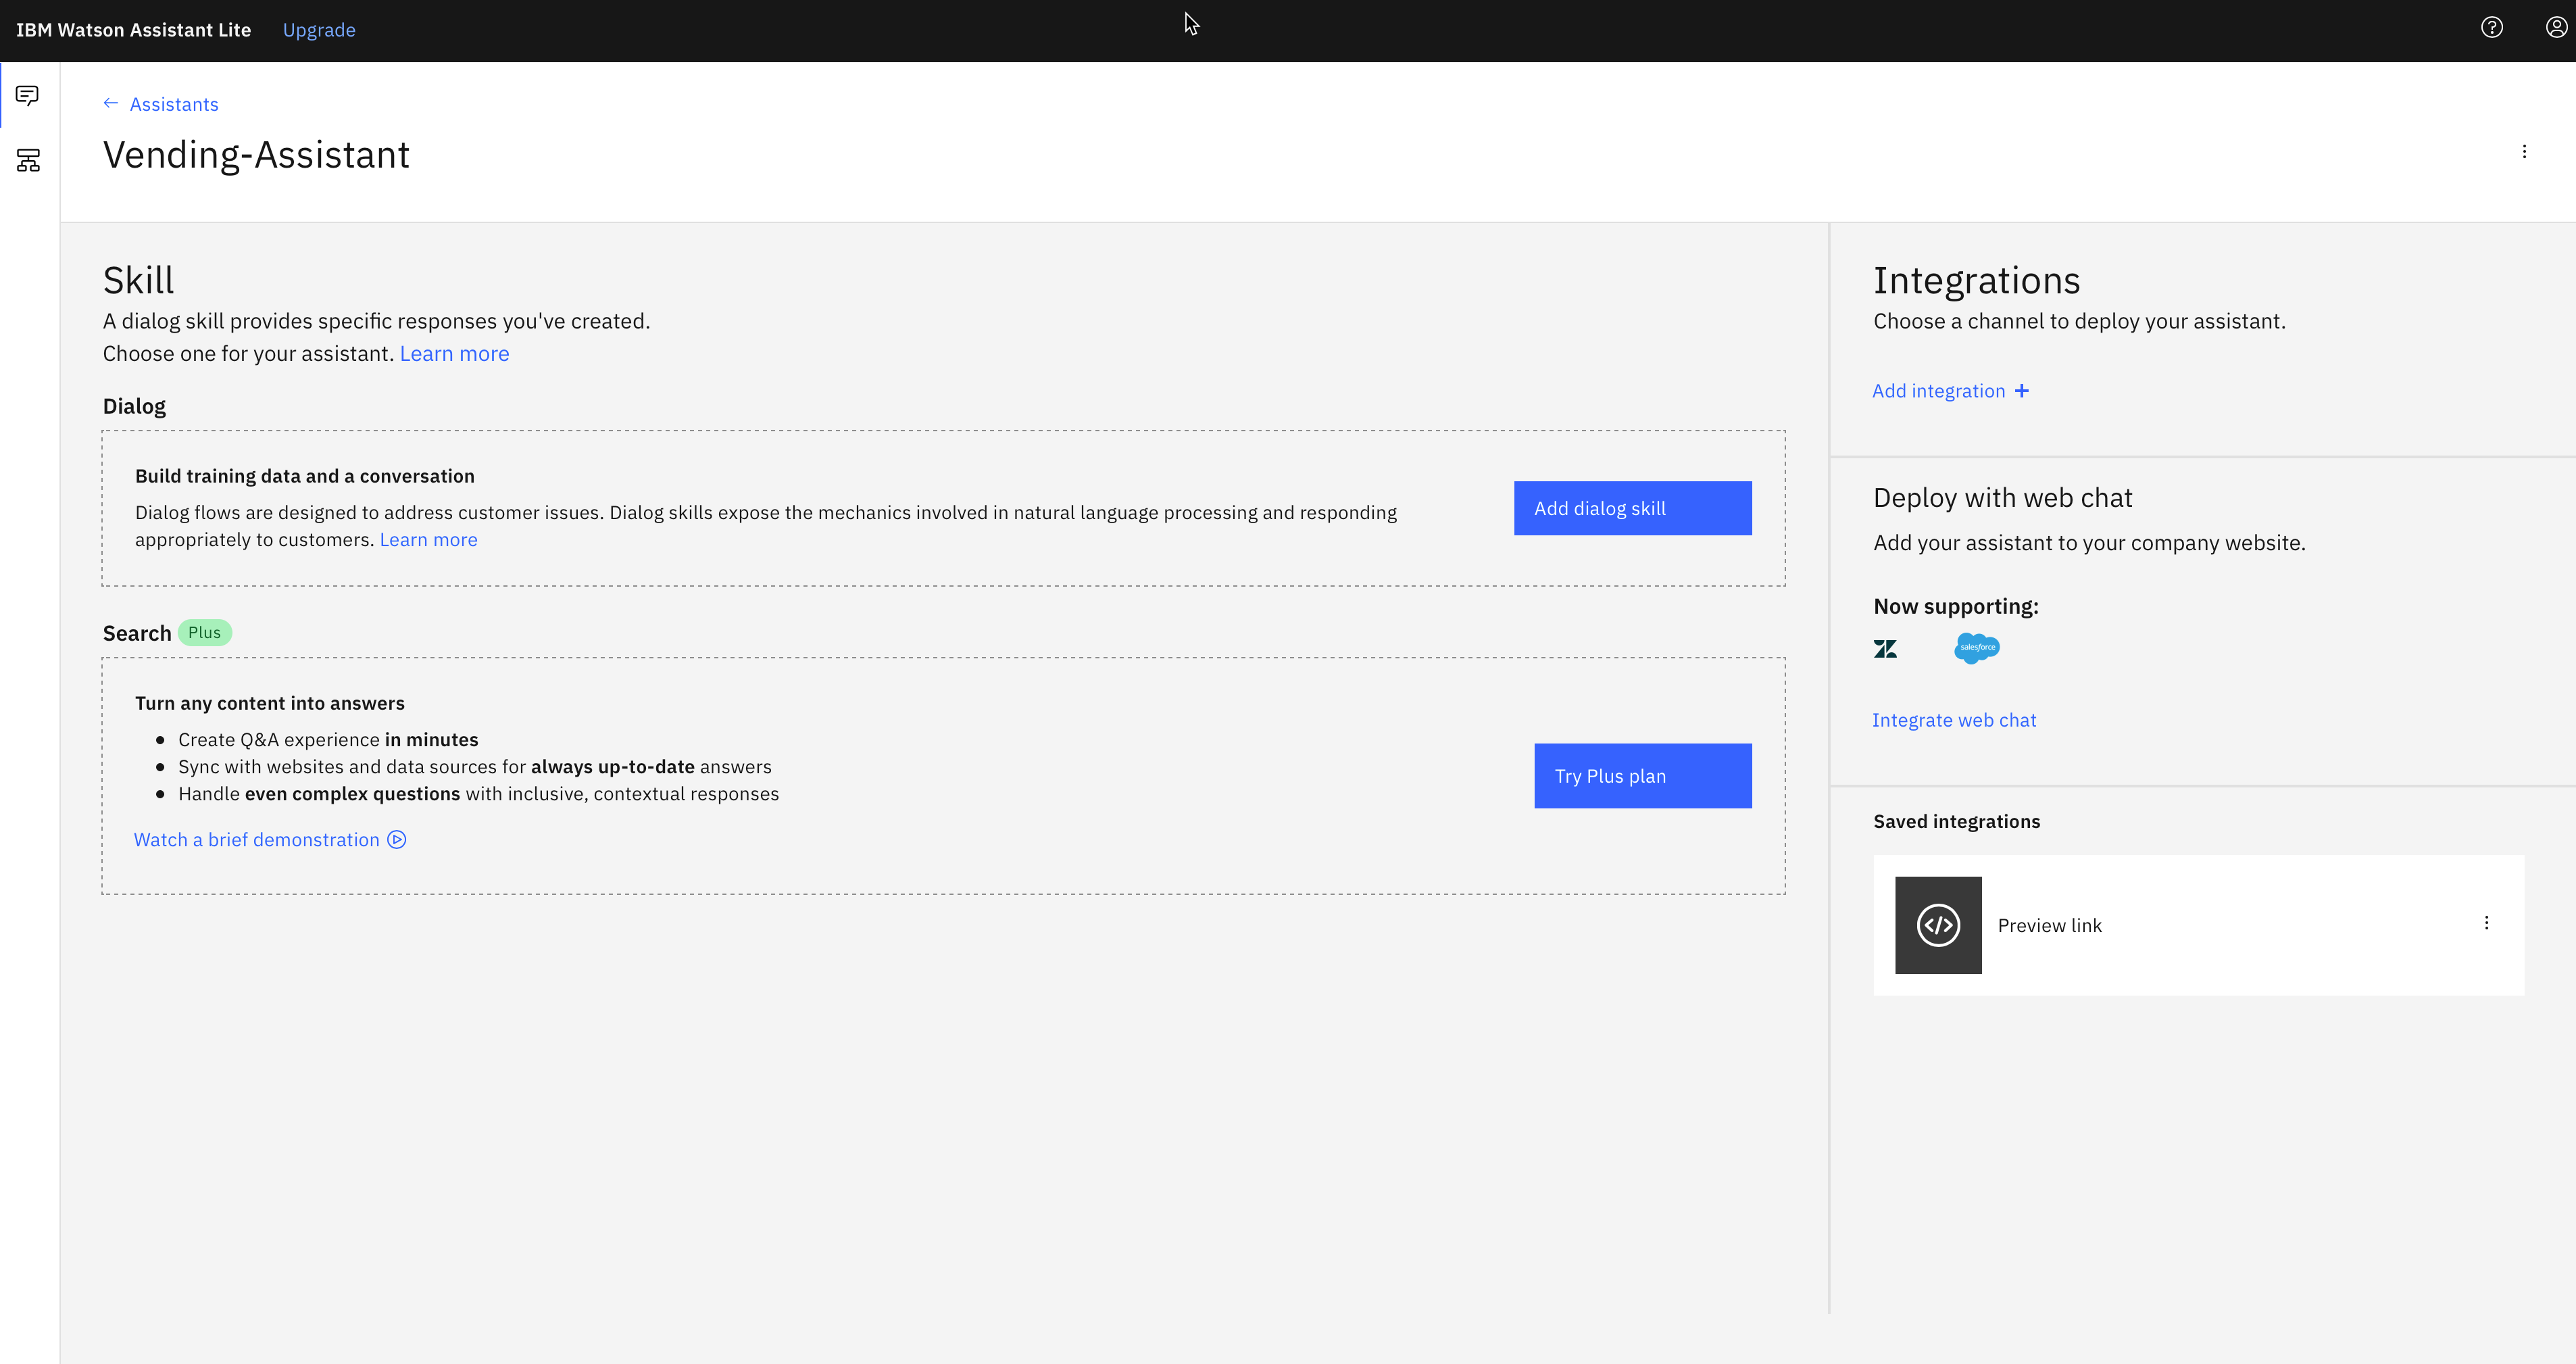 IBM Watson Assistant Lite
Upgrade
Assistants
Vending-Assistant
Skill
A dialog skill provides specific responses you've created.
Choose one for your assistant. Learn more
Dialog
Build training data and a conversation
Dialog flows are designed to address customer issues. Dialog skills expose the mechanics involved in natural language processing and responding
appropriately to customers. Learn more
Add dialog skill
Search Plus
Turn any content into answers
Create Q&A experience in minutes
Sync with websites and data sources for always up-to-date answers
Handle even complex questions with inclusive, contextual responses
Watch a brief demonstration
Try Plus plan
Integrations
Choose a channel to deploy your assistant.
Add integration +
Deploy with web chat
Add your assistant to your company website.
Now supporting:
salesforce
Integrate web chat
Saved integrations
Preview link